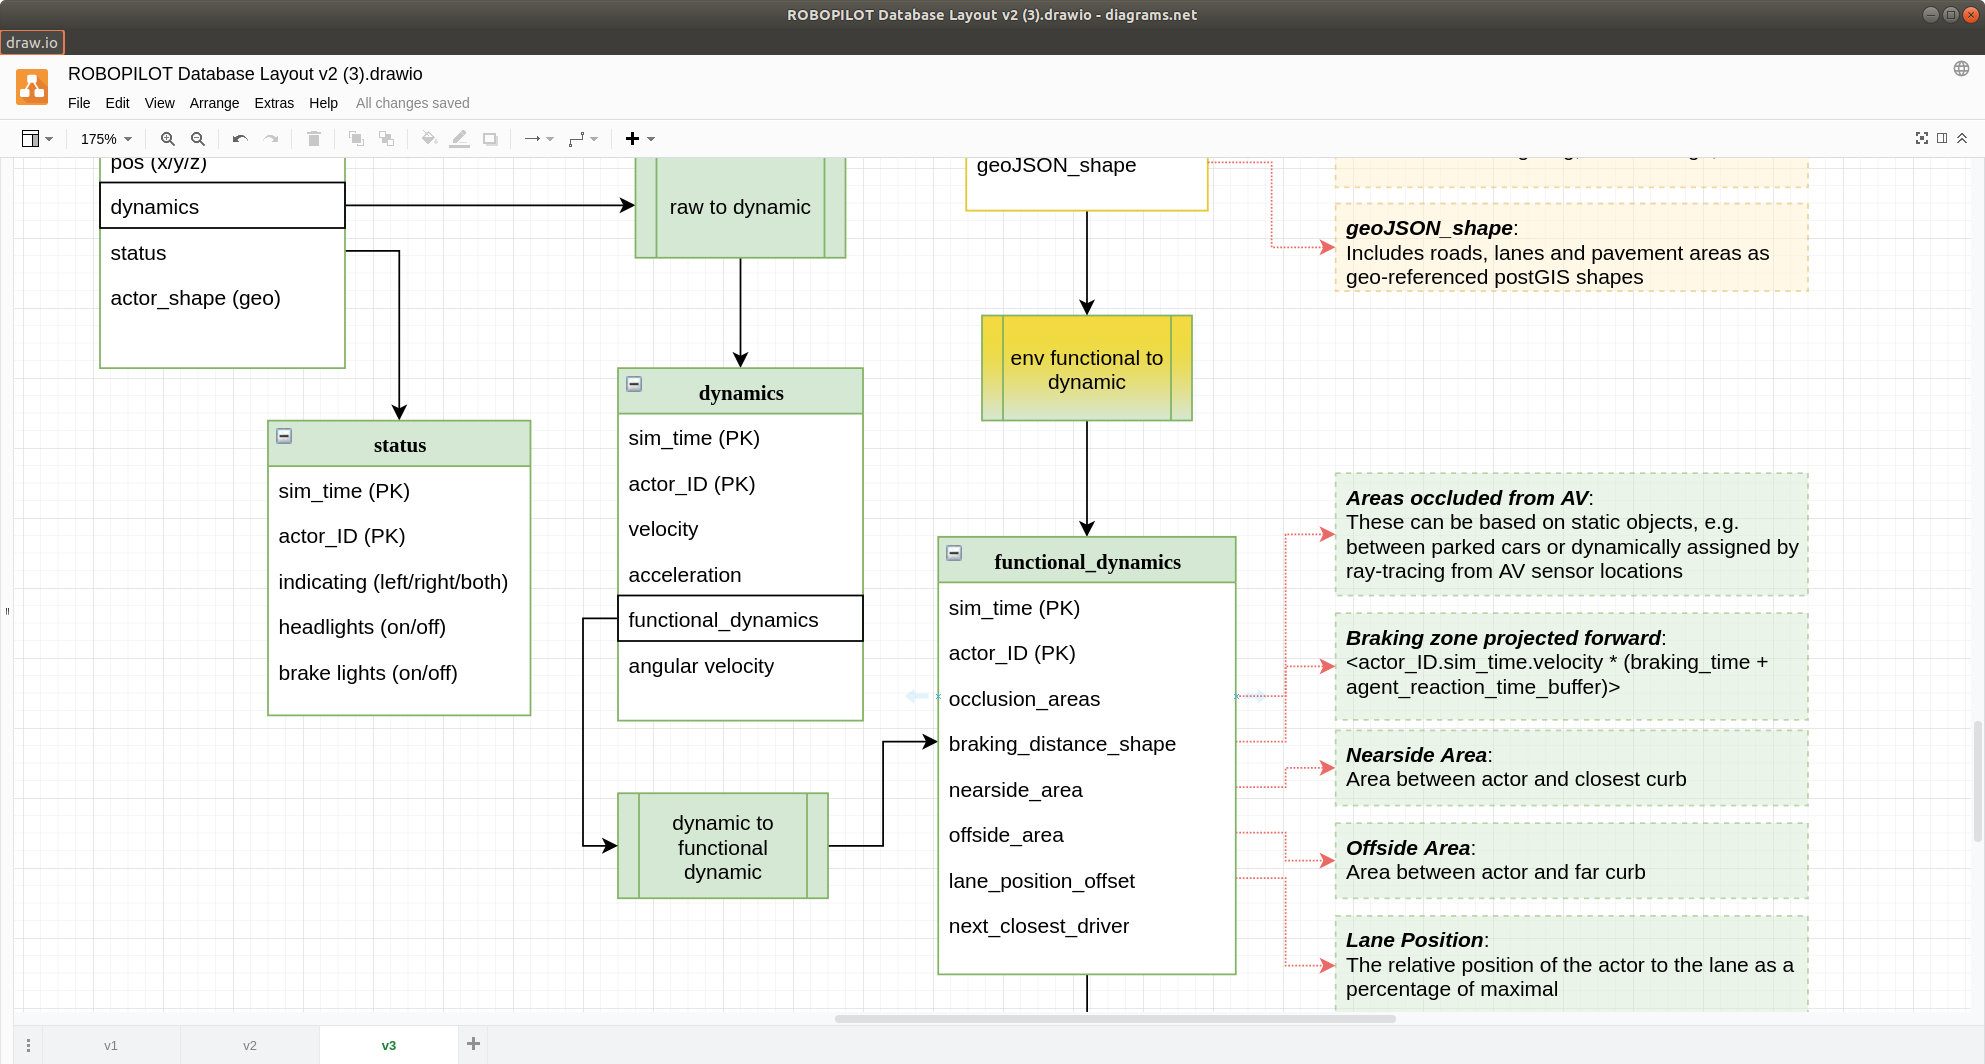 ROBOPILOT Database Layout v2 (3).drawio - diagrams.net
draw.io
ROBOPILOT Database Layout v2 (3).drawio
File Edit View Arrange Extras Help All changes saved
175%
pos (x/y/z)
dynamics
status
actor_shape (geo)
raw to dynamic
geoJSON_shape
geoJSON_shape:
Includes roads, lanes and pavement areas as
geo-referenced postGIS shapes
env functional to
dynamic
status
sim_time (PK)
actor_ID (PK)
indicating (left/right/both)
headlights (on/off)
brake lights (on/off)
dynamics
sim_time (PK)
actor_ID (PK)
velocity
acceleration
functional_dynamics
angular velocity
dynamic to
functional
dynamic
functional_dynamics
sim_time (PK)
actor_ID (PK)
occlusion_areas
braking_distance_shape
nearside_area
offside_area
lane_position_offset
next_closest_driver
Areas occluded from AV:
These can be based on static objects, e.g.
between parked cars or dynamically assigned by
ray-tracing from AV sensor locations
Braking zone projected forward:
<actor_ID.sim_time.velocity * (braking_time +
agent_reaction_time_buffer)>
Nearside Area:
Area between actor and closest curb
Offside Area:
Area between actor and far curb
Lane Position:
The relative position of the actor to the lane as a
percentage of maximal
v1 v2 v3